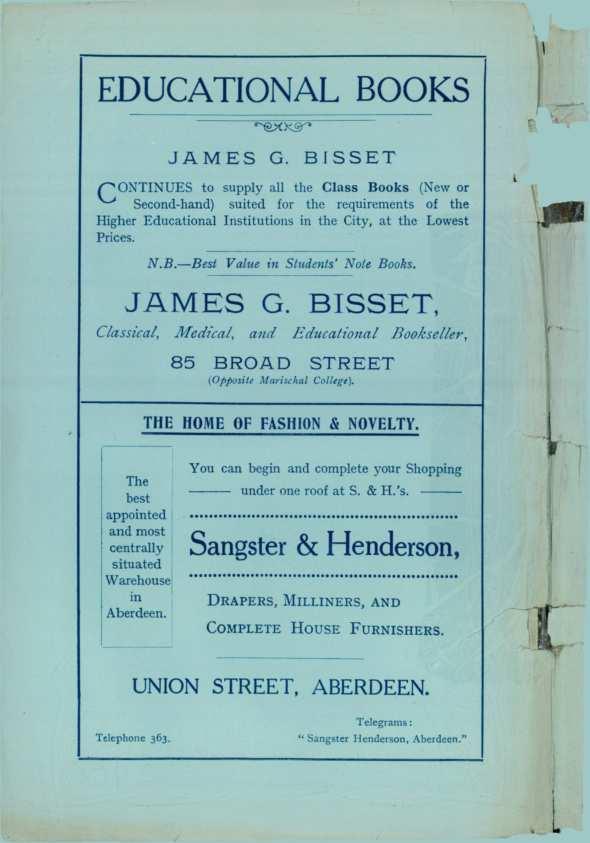 EDUCATIONAL BOOKS
JAMES G. BISSET
CONTINUES to supply all the Class Books (New or
Second-hand) suited for the requirements of the
Higher Educational Institutions in the City, at the Lowest
Prices.
N.B.—Best Value in Students' Note Books.
JAMES G. BISSET,
Classical, Medical, and Educational Bookseller,
85 BROAD STREET
(Opposite Marischal College).
THE HOME OF FASHION & NOVELTY.
The
best
appointed
and most
centrally
situated
Warehouse
in
Aberdeen.
You can begin and complete your Shopping
under one roof at S. & H.'s.
Sangster & Henderson,
DRAPERS, MILLINERS, AND
COMPLETE HOUSE FURNISHERS.
UNION STREET, ABERDEEN.
Telephone 363.
Telegrams:
"Sangster Henderson, Aberdeen."